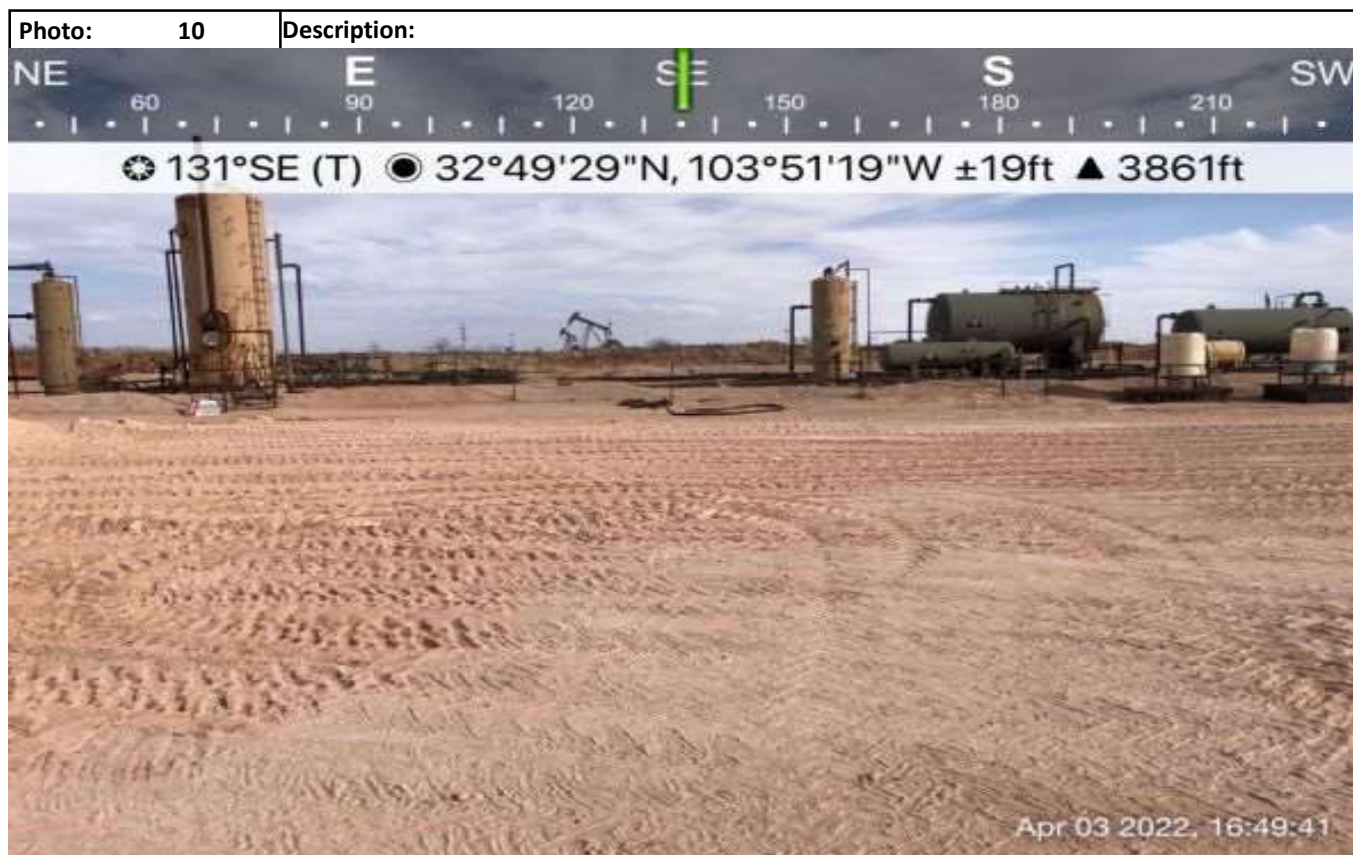 Photo: 10 Description:
NE E SE S SW
60 90 120 150 180 210
131°SE (T) 32°49'29"N, 103°51'19"W ±19ft ▲ 3861ft
Apr 03 2022, 16:49:41